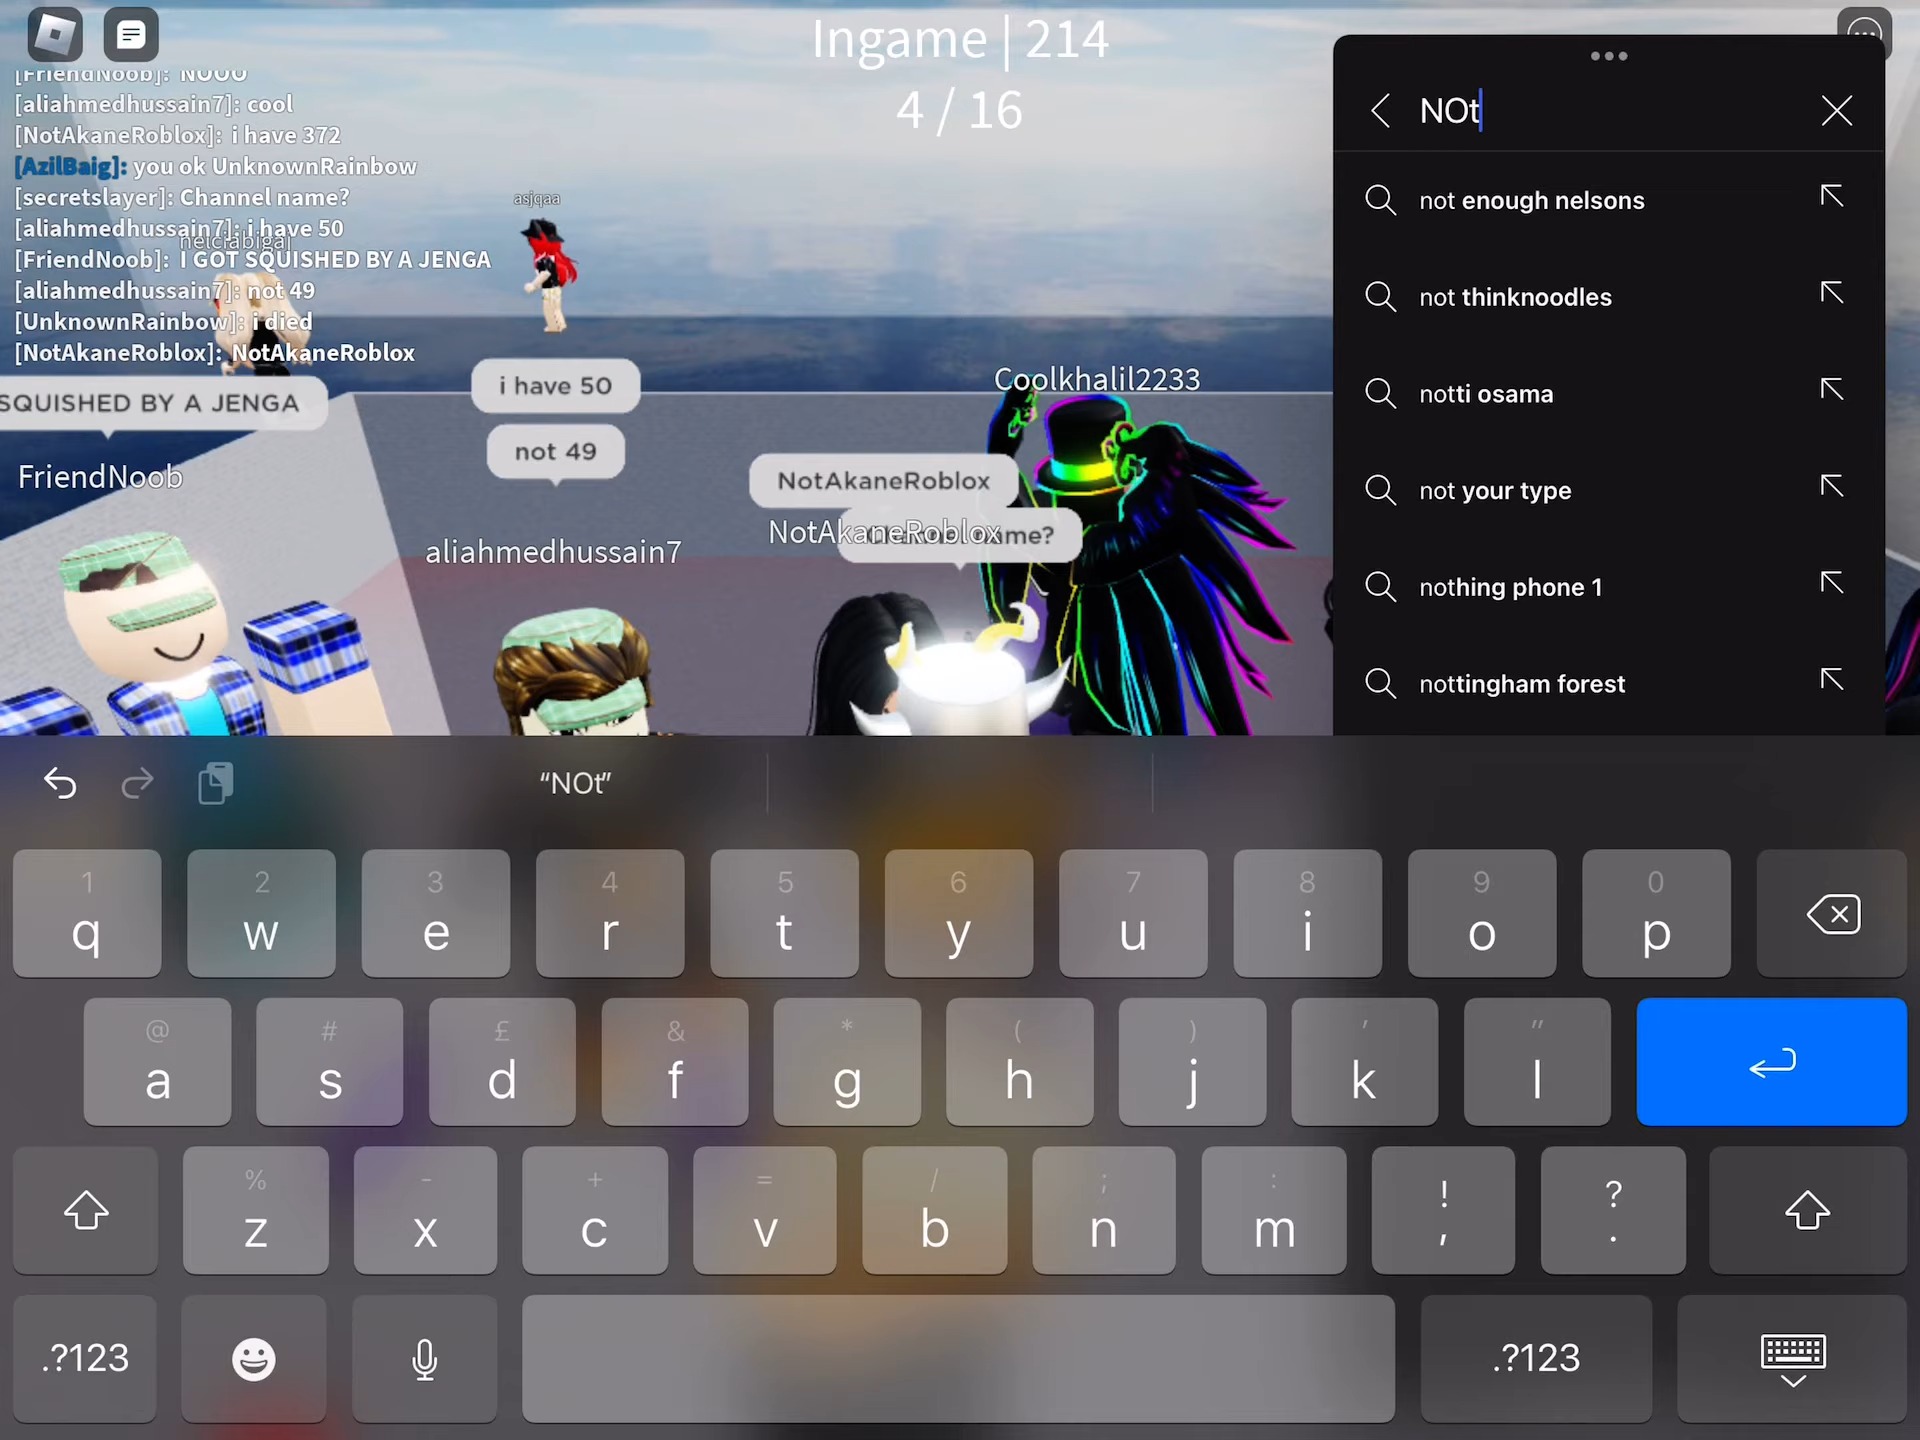 Ingame | 214
4 / 16
[FriendNoob]: NOOO
[aliahmedhussain7]: cool
[NotAkaneRoblox]: i have 372
[AzilBaig]: you ok UnknownRainbow
[secretslayer]: Channel name?
[aliahmedhussain7]: i have 50
[FriendNoob]: I GOT SQUISHED BY A JENGA
[aliahmedhussain7]: not 49
[UnknownRainbow]: i died
[NotAkaneRoblox]: NotAkaneRoblox
asjqaa
SQUISHED BY A JENGA
FriendNoob
i have 50
not 49
aliahmedhussain7
Coolkhalil2233
NotAkaneRoblox
NotAkaneRoblox
NOt
not enough nelsons
not thinknoodles
notti osama
not your type
nothing phone 1
nottingham forest
“NOt”
1 2 3 4 5 6 7 8 9 0
q w e r t y u i o p
@ # £ & * ( ) ' "
a s d f g h j k l
% - + = / ; : ! ?
z x c v b n m , .
.?123 .?123